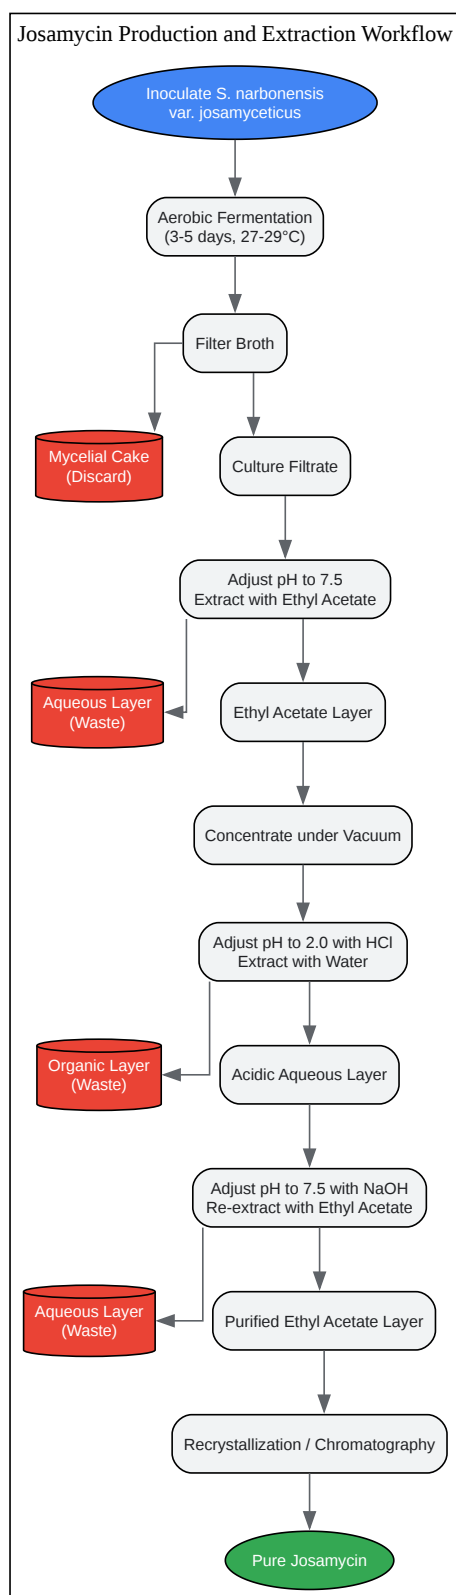 Josamycin Production and Extraction Workflow
Inoculate S. narbonensis
var. josamyceticus
Aerobic Fermentation
(3-5 days, 27-29°C)
Filter Broth
Mycelial Cake
(Discard)
Culture Filtrate
Adjust pH to 7.5
Extract with Ethyl Acetate
Aqueous Layer
(Waste)
Ethyl Acetate Layer
Concentrate under Vacuum
Adjust pH to 2.0 with HCl
Extract with Water
Organic Layer
(Waste)
Acidic Aqueous Layer
Adjust pH to 7.5 with NaOH
Re-extract with Ethyl Acetate
Aqueous Layer
(Waste)
Purified Ethyl Acetate Layer
Recrystallization / Chromatography
Pure Josamycin